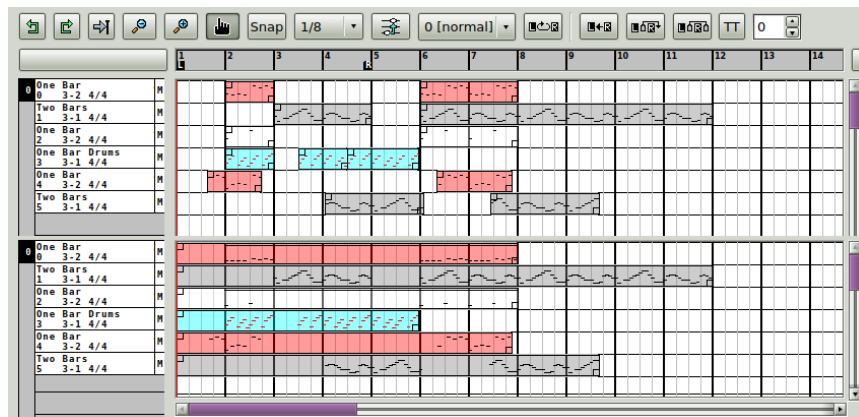 Snap 1/8 0 [normal] TT 0
1 2 3 4 5 6 7 8 9 10 11 12 13 14
L R
0 One Bar M
0 3-2 4/4
Two Bars M
1 3-1 4/4
One Bar M
2 3-2 4/4
One Bar Drums M
3 3-1 4/4
One Bar M
4 3-2 4/4
Two Bars M
5 3-1 4/4
0 One Bar M
0 3-2 4/4
Two Bars M
1 3-1 4/4
One Bar M
2 3-2 4/4
One Bar Drums M
3 3-1 4/4
One Bar M
4 3-2 4/4
Two Bars M
5 3-1 4/4